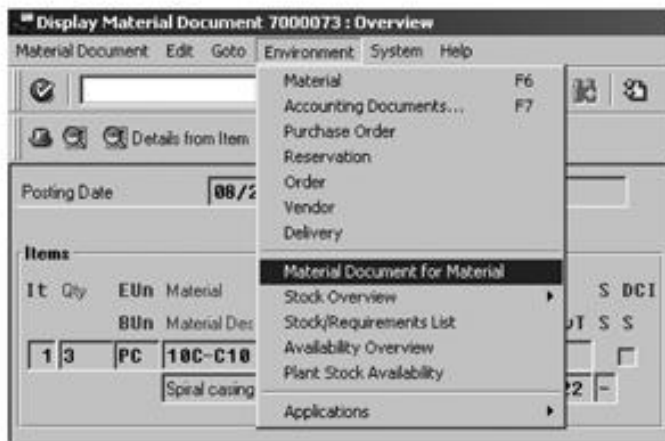 Display Material Document 7000073 : Overview
Material Document Edit Goto Environment System Help
Material F6
Accounting Documents... F7
Purchase Order
Reservation
Order
Vendor
Delivery
Material Document for Material
Stock Overview
Stock/Requirements List
Availability Overview
Plant Stock Availability
Applications
Details from Item
Posting Date 08/2
Items
It Qty EUn Material S DCI
BUn Material Des vT S S
1 3 PC 10C-C10
Spiral casing 22 -